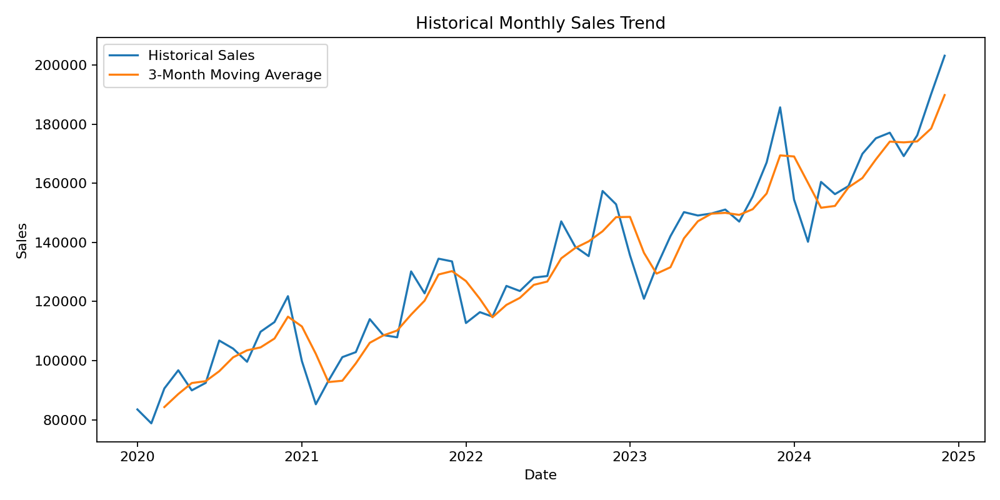 Historical Monthly Sales Trend
Historical Sales
3-Month Moving Average
200000
180000
160000
140000
120000
100000
80000
Sales
2020 2021 2022 2023 2024 2025
Date